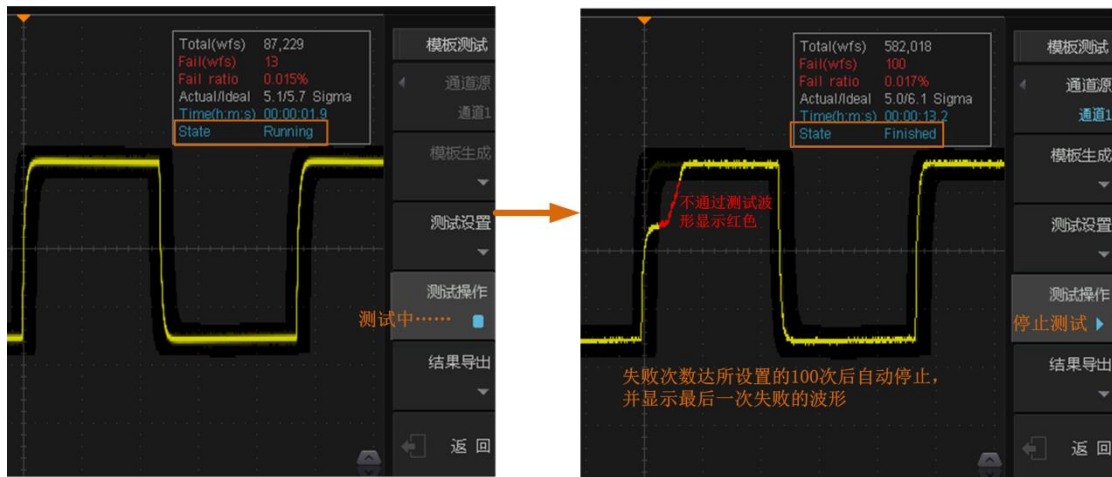 Total(wfs) 87,229
Fail(wfs) 13
Fail ratio 0.015%
Actual/Ideal 5.1/5.7 Sigma
Time(h:m:s) 00:00:01.9
State Running
模板测试
通道源
通道1
模板生成
测试设置
测试操作
测试中……
结果导出
返 回
Total(wfs) 582,018
Fail(wfs) 100
Fail ratio 0.017%
Actual/Ideal 5.0/6.1 Sigma
Time(h:m:s) 00:00:13.2
State Finished
不通过测试波
形显示红色
失败次数达所设置的100次后自动停止，
并显示最后一次失败的波形
模板测试
通道源
通道1
模板生成
测试设置
测试操作
停止测试
结果导出
返 回